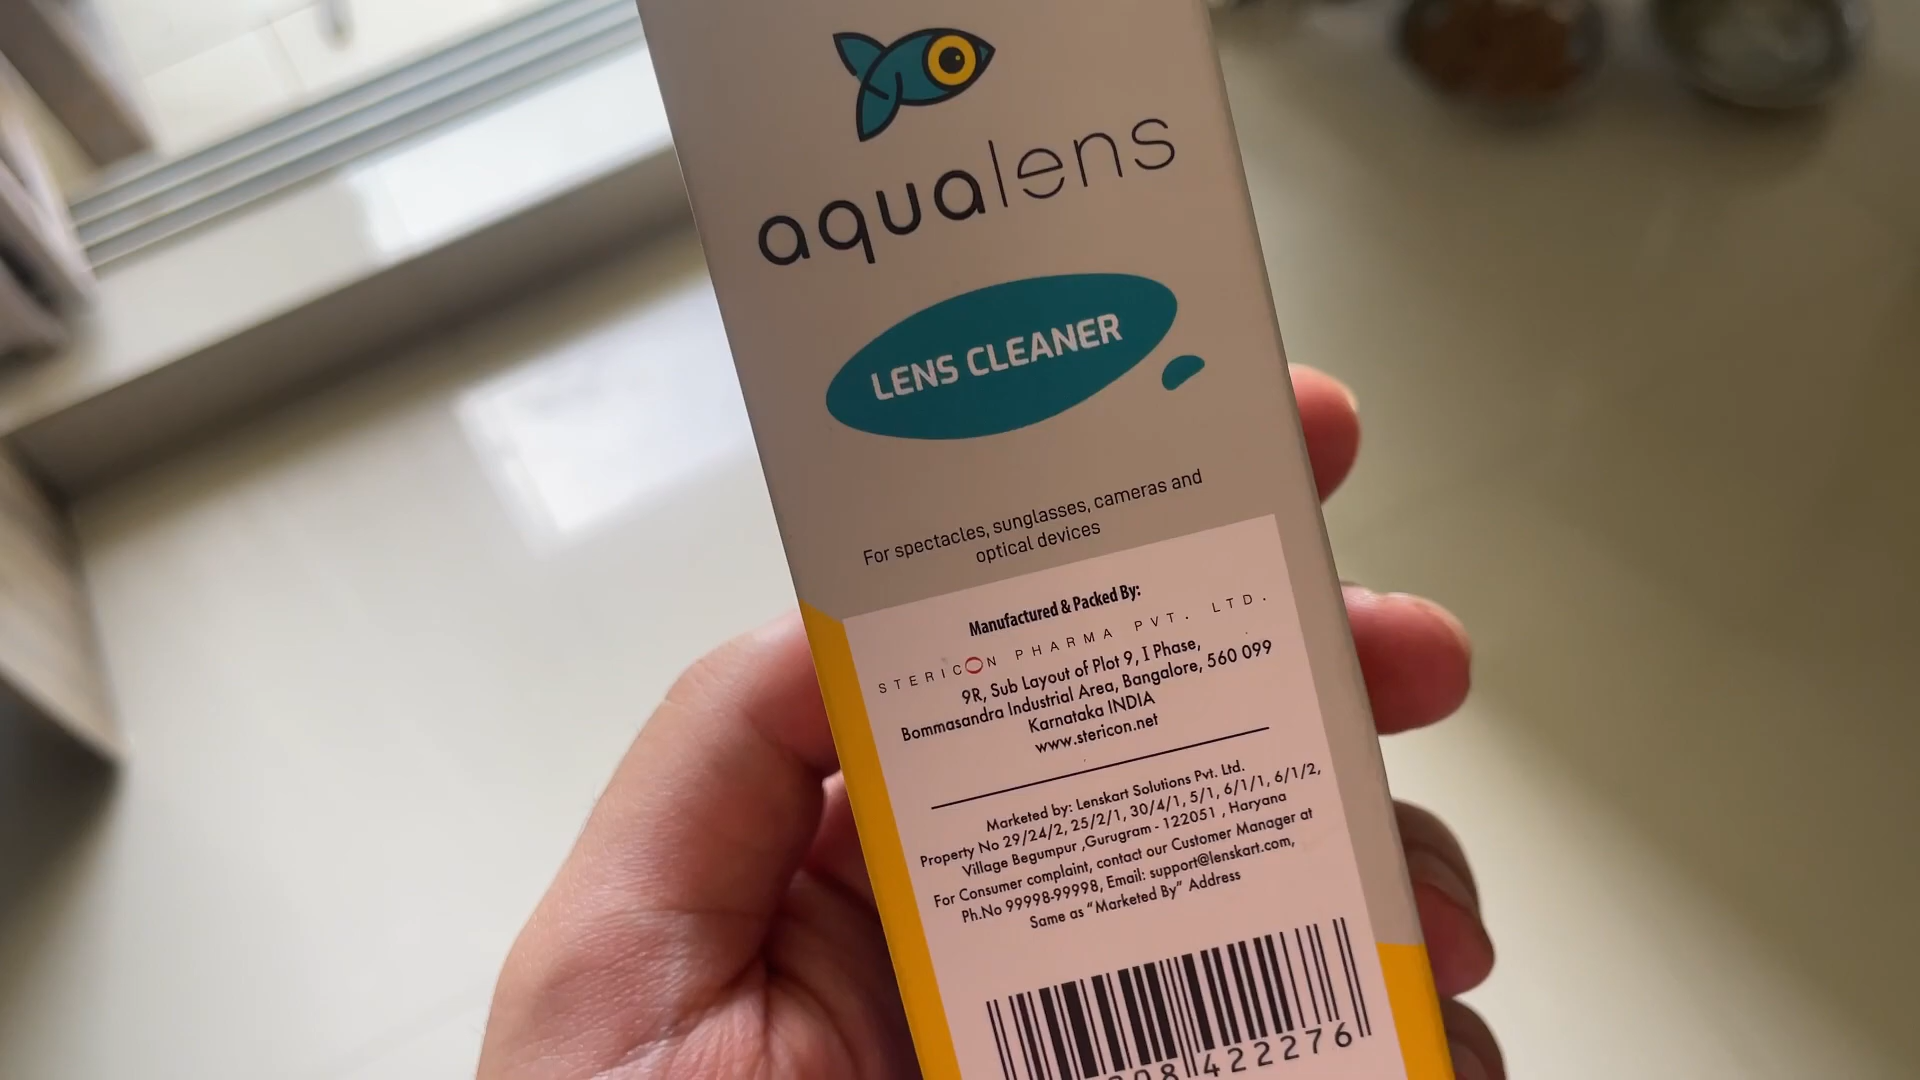 aqualens
LENS CLEANER
For spectacles, sunglasses, cameras and
optical devices
Manufactured & Packed By:
STERICON PHARMA PVT. LTD.
9R, Sub Layout of Plot 9, I Phase,
Bommasandra Industrial Area, Bangalore, 560 099
Karnataka INDIA
www.stericon.net
Marketed by: Lenskart Solutions Pvt. Ltd.
Property No 29/24/2, 25/2/1, 30/4/1, 5/1, 6/1/1, 6/1/2,
Village Begumpur ,Gurugram - 122051 , Haryana
For Consumer complaint, contact our Customer Manager at
Ph.No 99998-99998, Email: support@lenskart.com,
Same as "Marketed By" Address
422276